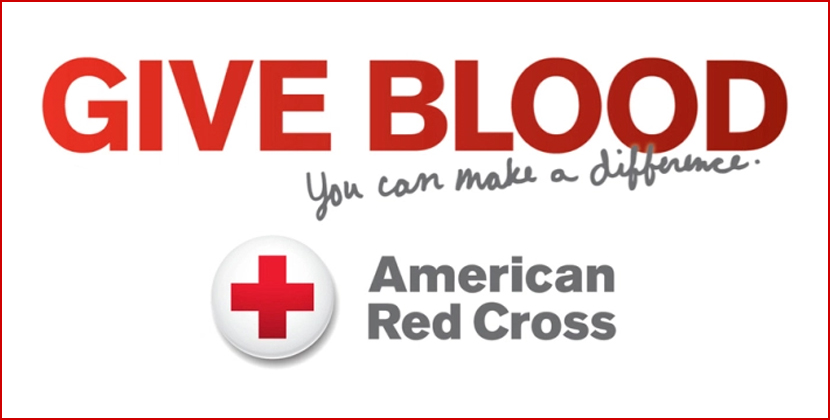 GIVE BLOOD
You can make a difference.
American
Red Cross